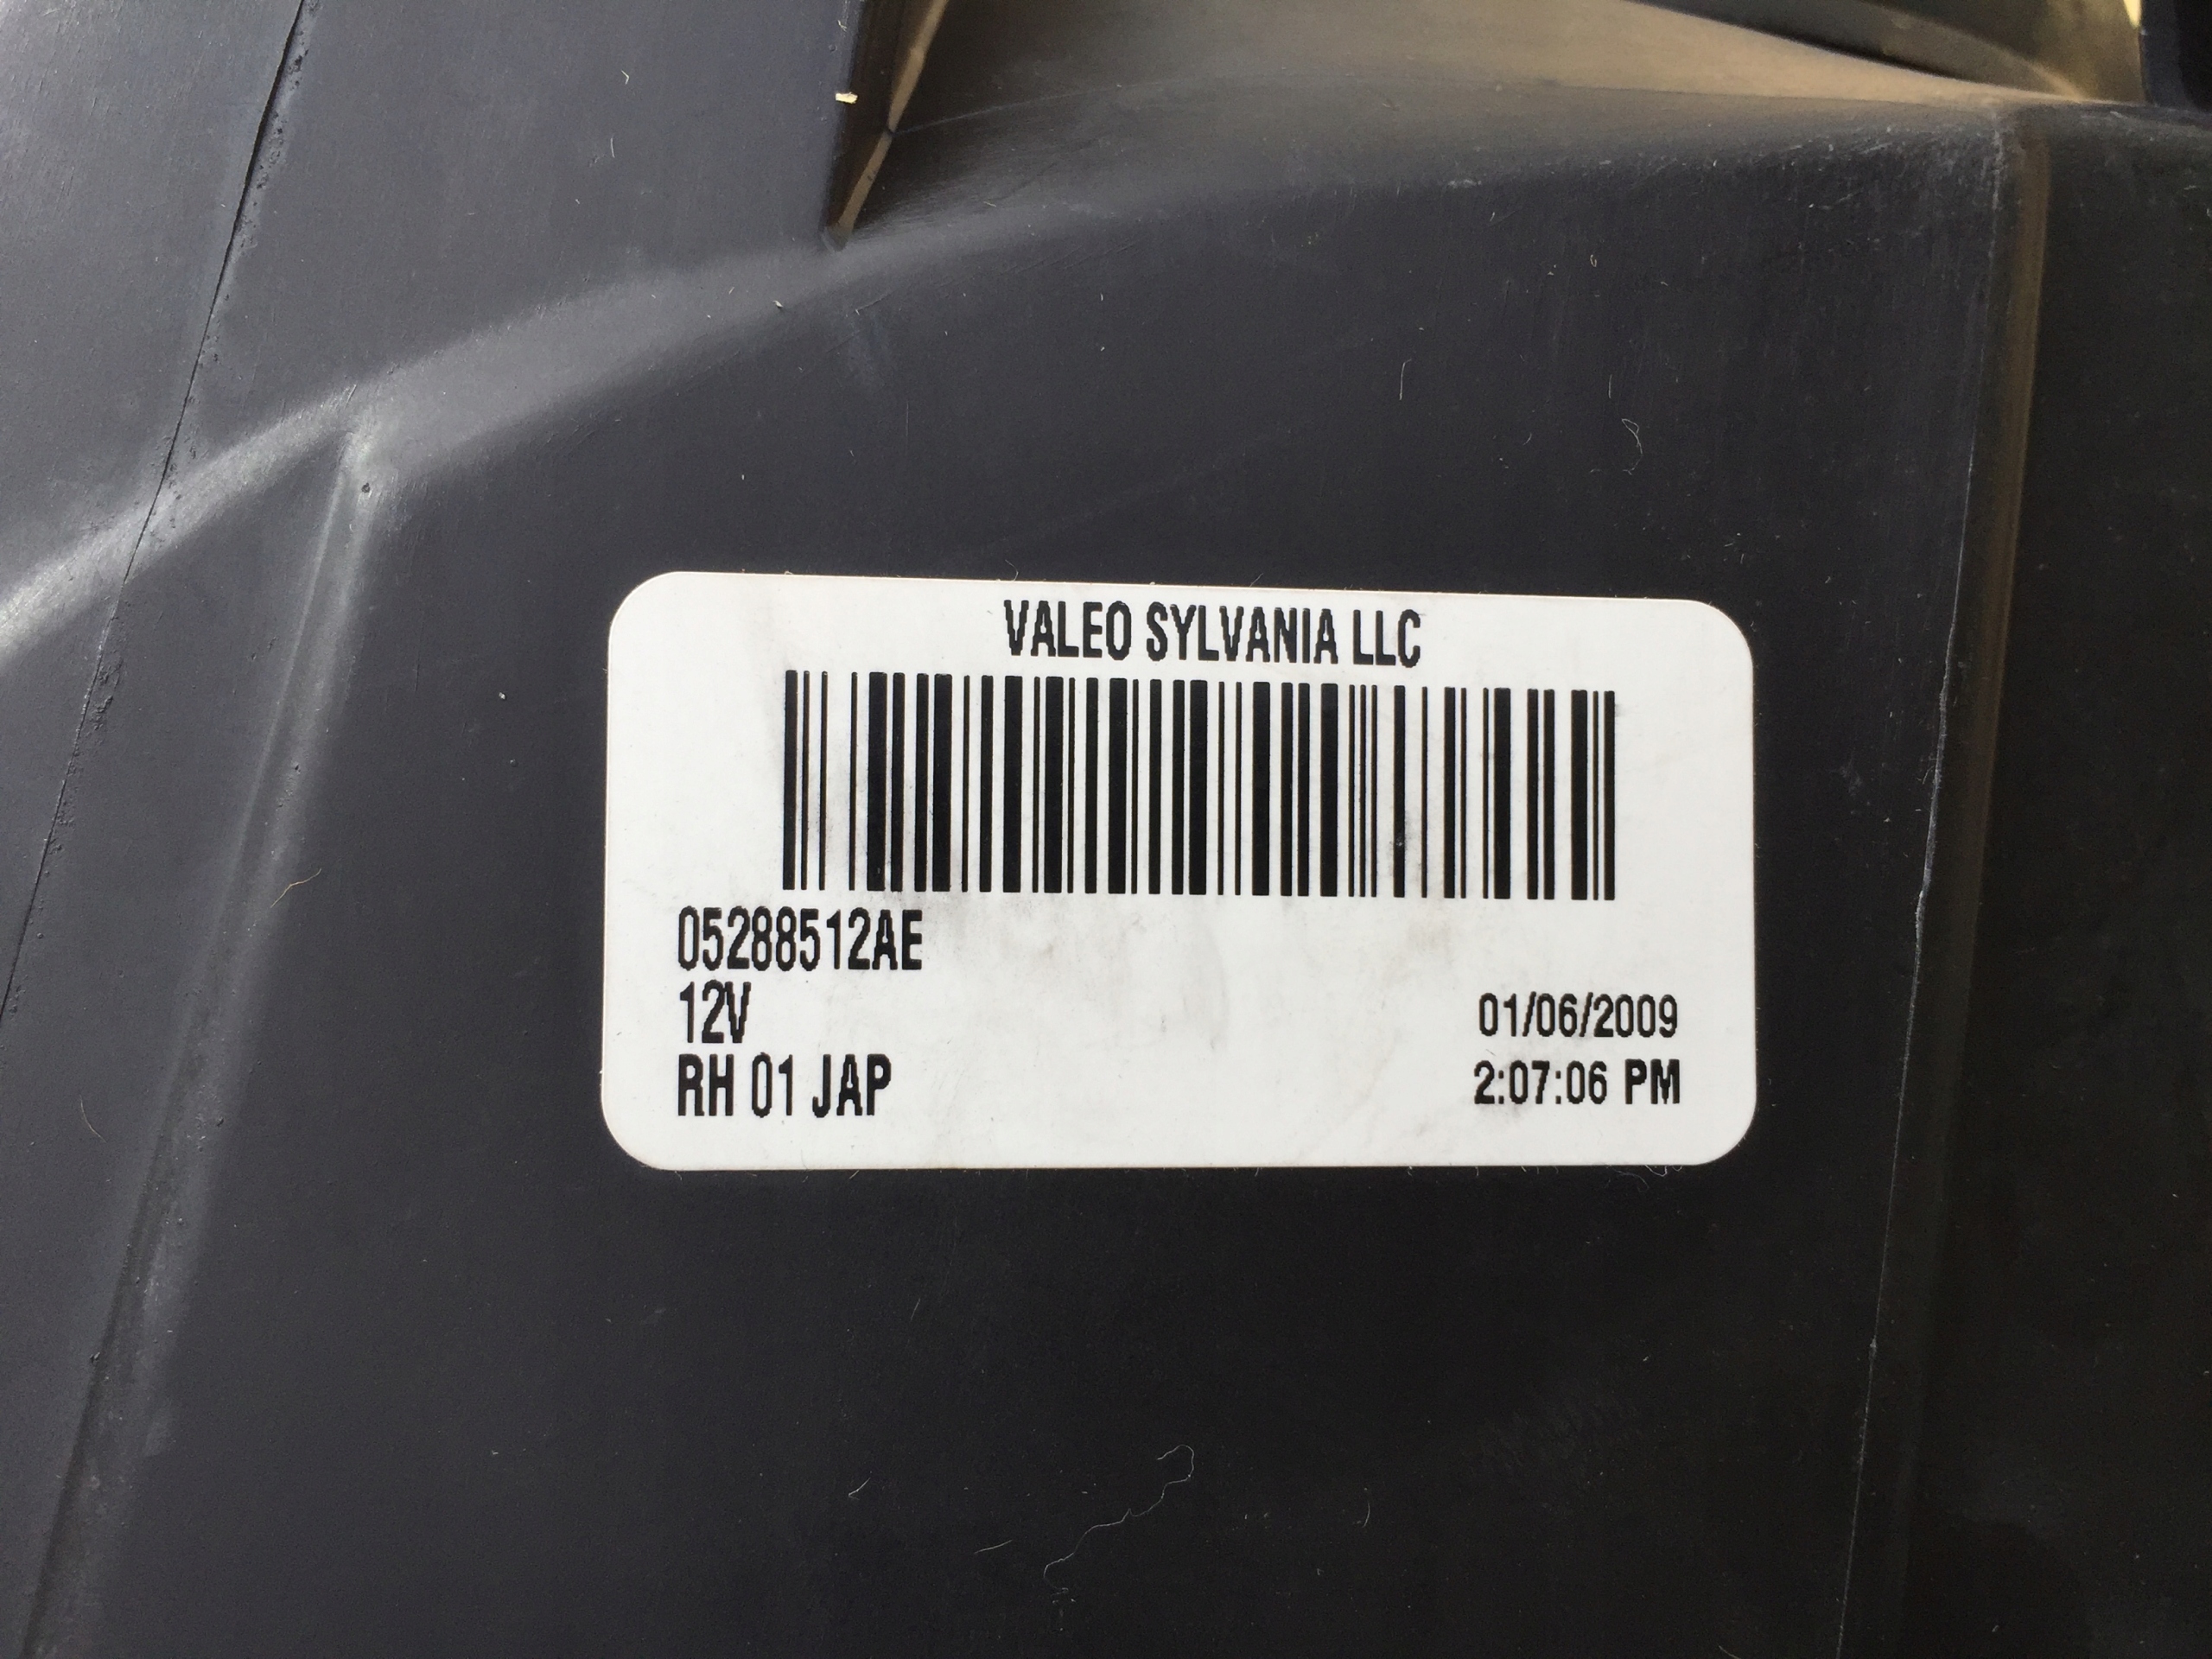 VALEO SYLVANIA LLC
05288512AE
12V
01/06/2009
RH 01 JAP
2:07:06 PM